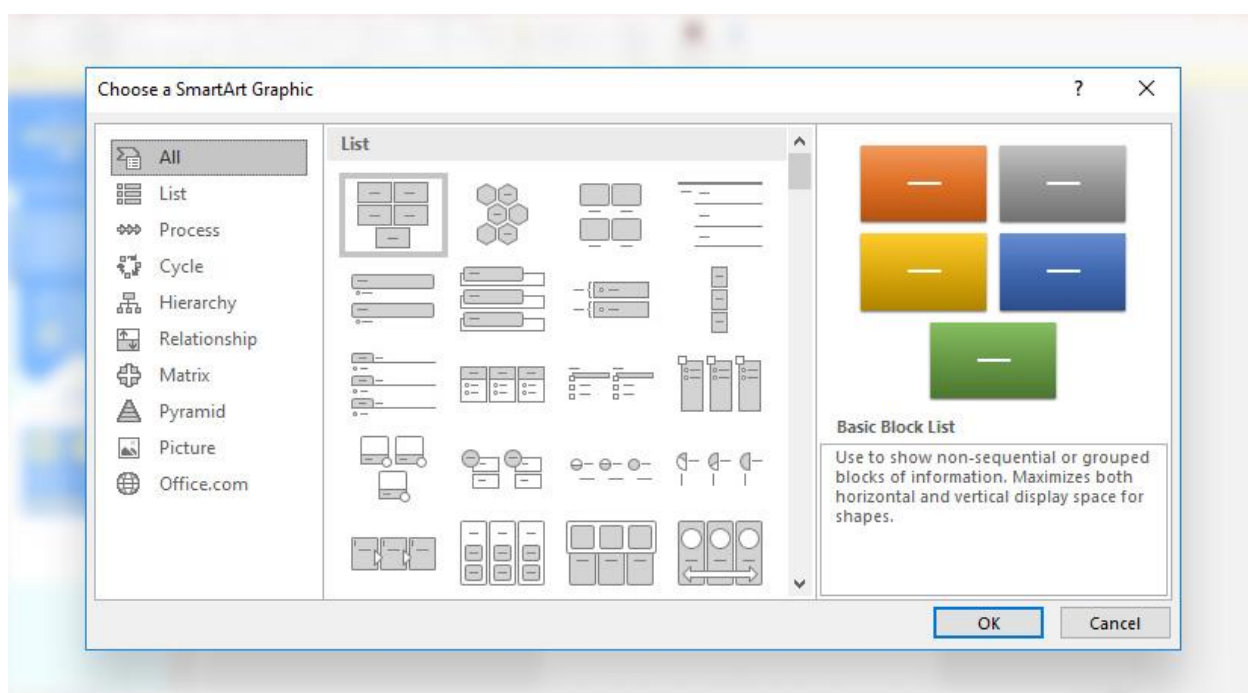 Choose a SmartArt Graphic
?
All
List
Process
Cycle
Hierarchy
Relationship
Matrix
Pyramid
Picture
Office.com
List
Basic Block List
Use to show non-sequential or grouped
blocks of information. Maximizes both
horizontal and vertical display space for
shapes.
OK
Cancel